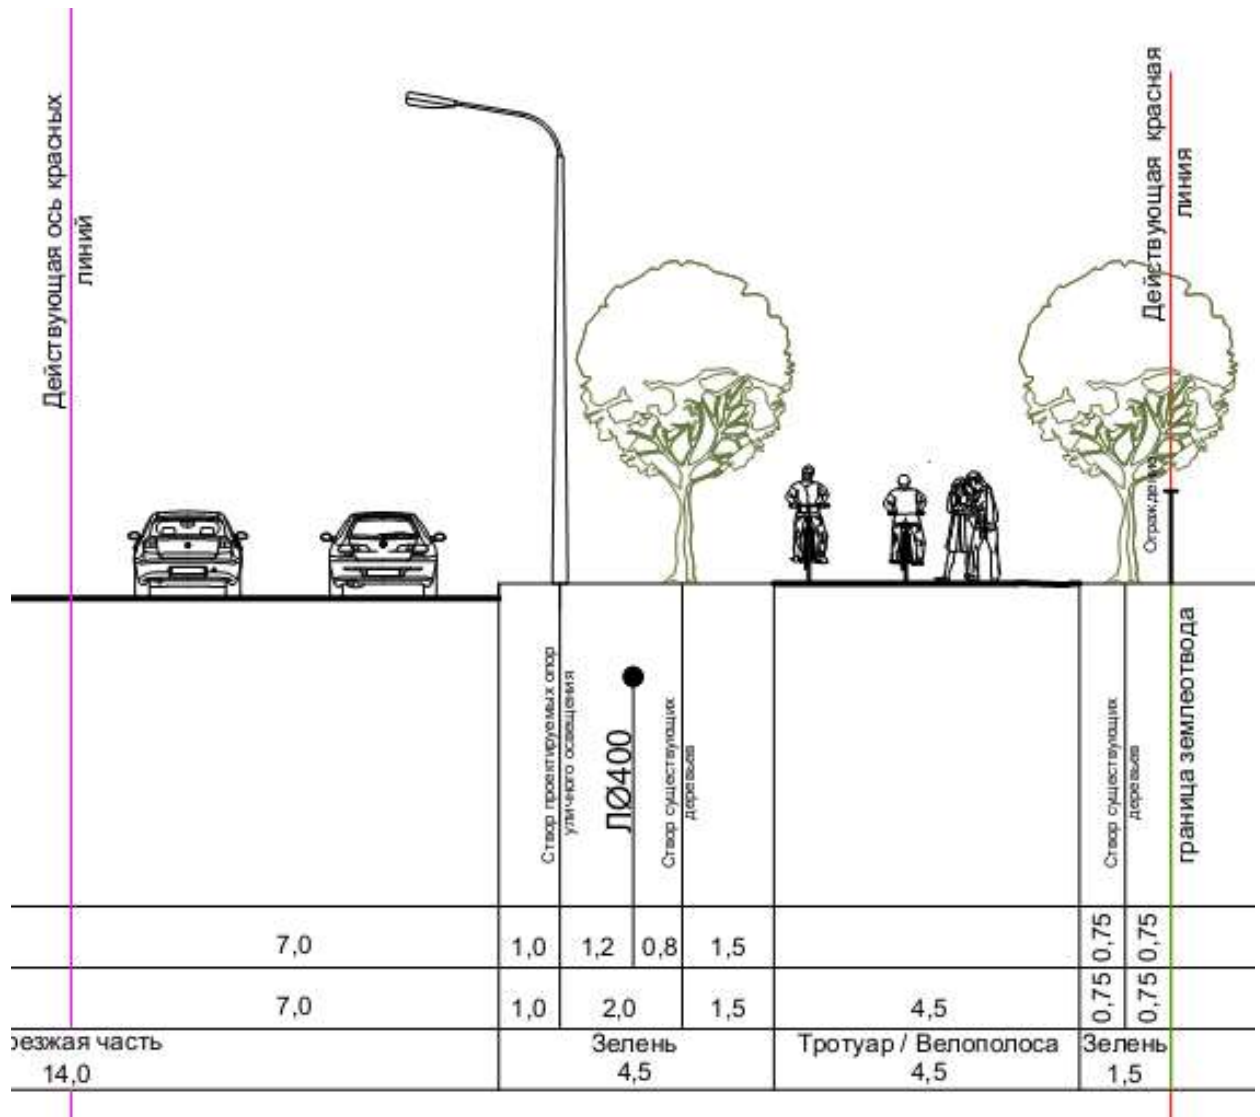 Действующая ось красных
линий
Действующая красная
линия
Ограждение
Створ проектируемых опор
уличного освещения
ЛØ400
Створ существующих
деревьев
Створ существующих
деревьев
граница землеотвода
7,0 1,0 1,2 0,8 1,5 0,75 0,75
7,0 1,0 2,0 1,5 4,5 0,75 0,75
резжая часть Зелень Тротуар / Велополоса Зелень
14,0 4,5 4,5 1,5